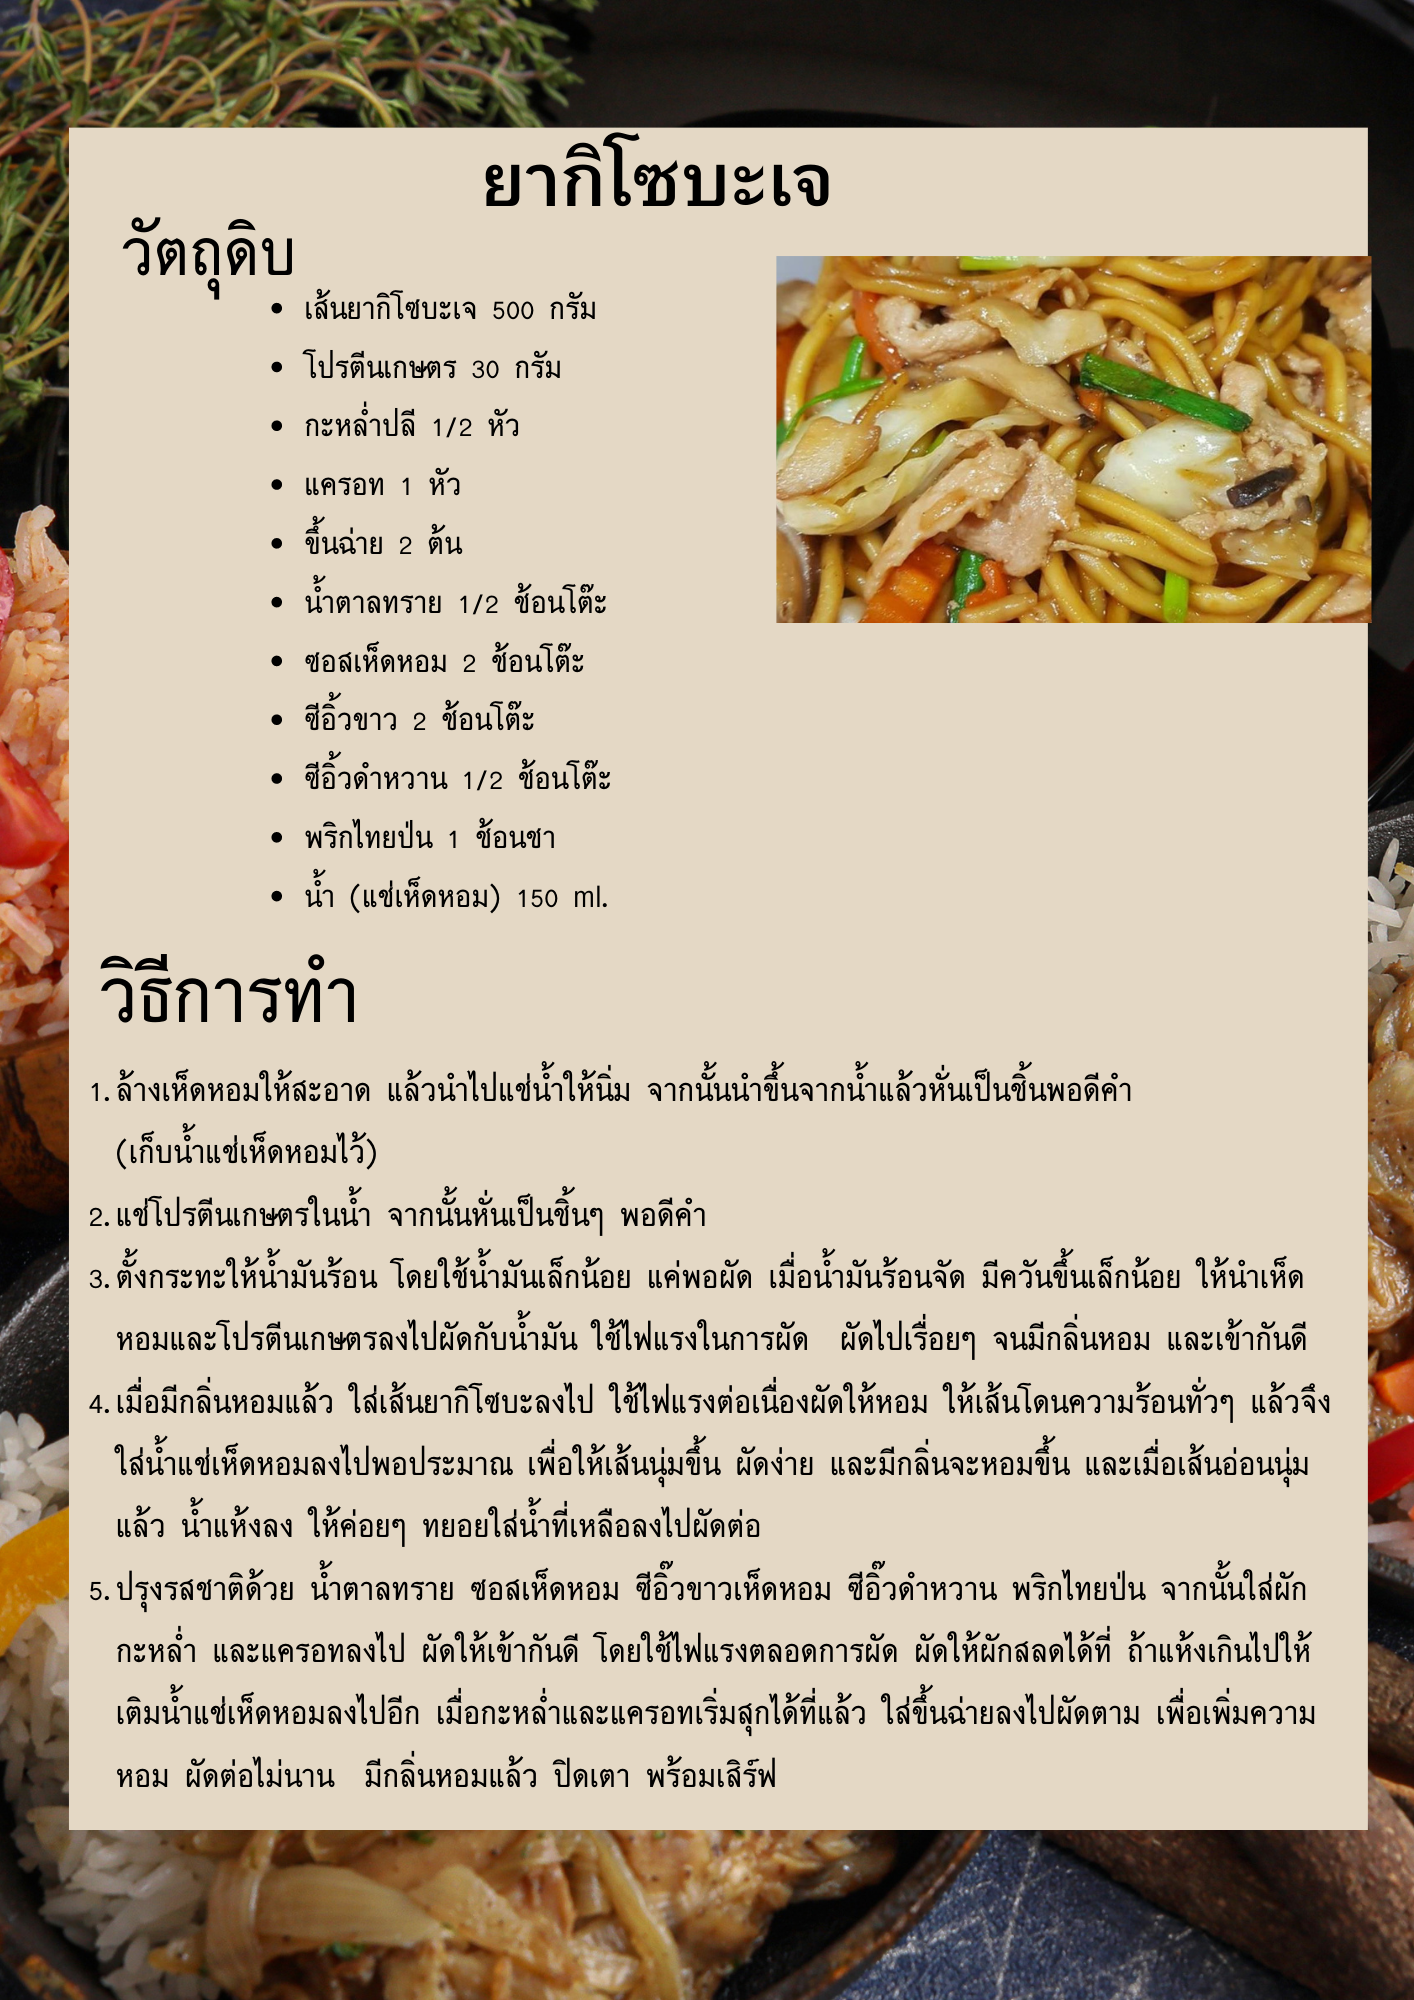 ยากิโซบะเจ
วัตถุดิบ
• เส้นยากิโซบะเจ 500 กรัม
• โปรตีนเกษตร 30 กรัม
• กะหล่ำปลี 1/2 หัว
• แครอท 1 หัว
• ขึ้นฉ่าย 2 ต้น
• น้ำตาลทราย 1/2 ช้อนโต๊ะ
• ซอสเห็ดหอม 2 ช้อนโต๊ะ
• ซีอิ้วขาว 2 ช้อนโต๊ะ
• ซีอิ้วดำหวาน 1/2 ช้อนโต๊ะ
• พริกไทยป่น 1 ช้อนชา
• น้ำ (แช่เห็ดหอม) 150 ml.
วิธีการทำ
1. ล้างเห็ดหอมให้สะอาด แล้วนำไปแช่น้ำให้นิ่ม จากนั้นนำขึ้นจากน้ำแล้วหั่นเป็นชิ้นพอดีคำ
(เก็บน้ำแช่เห็ดหอมไว้)
2. แช่โปรตีนเกษตรในน้ำ จากนั้นหั่นเป็นชิ้นๆ พอดีคำ
3. ตั้งกระทะให้น้ำมันร้อน โดยใช้น้ำมันเล็กน้อย แค่พอผัด เมื่อน้ำมันร้อนจัด มีควันขึ้นเล็กน้อย ให้นำเห็ด
หอมและโปรตีนเกษตรลงไปผัดกับน้ำมัน ใช้ไฟแรงในการผัด ผัดไปเรื่อยๆ จนมีกลิ่นหอม และเข้ากันดี
4. เมื่อมีกลิ่นหอมแล้ว ใส่เส้นยากิโซบะลงไป ใช้ไฟแรงต่อเนื่องผัดให้หอม ให้เส้นโดนความร้อนทั่วๆ แล้วจึง
ใส่น้ำแช่เห็ดหอมลงไปพอประมาณ เพื่อให้เส้นนุ่มขึ้น ผัดง่าย และมีกลิ่นจะหอมขึ้น และเมื่อเส้นอ่อนนุ่ม
แล้ว น้ำแห้งลง ให้ค่อยๆ ทยอยใส่น้ำที่เหลือลงไปผัดต่อ
5. ปรุงรสชาติด้วย น้ำตาลทราย ซอสเห็ดหอม ซีอิ๊วขาวเห็ดหอม ซีอิ๊วดำหวาน พริกไทยป่น จากนั้นใส่ผัก
กะหล่ำ และแครอทลงไป ผัดให้เข้ากันดี โดยใช้ไฟแรงตลอดการผัด ผัดให้ผักสลดได้ที่ ถ้าแห้งเกินไปให้
เติมน้ำแช่เห็ดหอมลงไปอีก เมื่อกะหล่ำและแครอทเริ่มสุกได้ที่แล้ว ใส่ขึ้นฉ่ายลงไปผัดตาม เพื่อเพิ่มความ
หอม ผัดต่อไม่นาน มีกลิ่นหอมแล้ว ปิดเตา พร้อมเสิร์ฟ